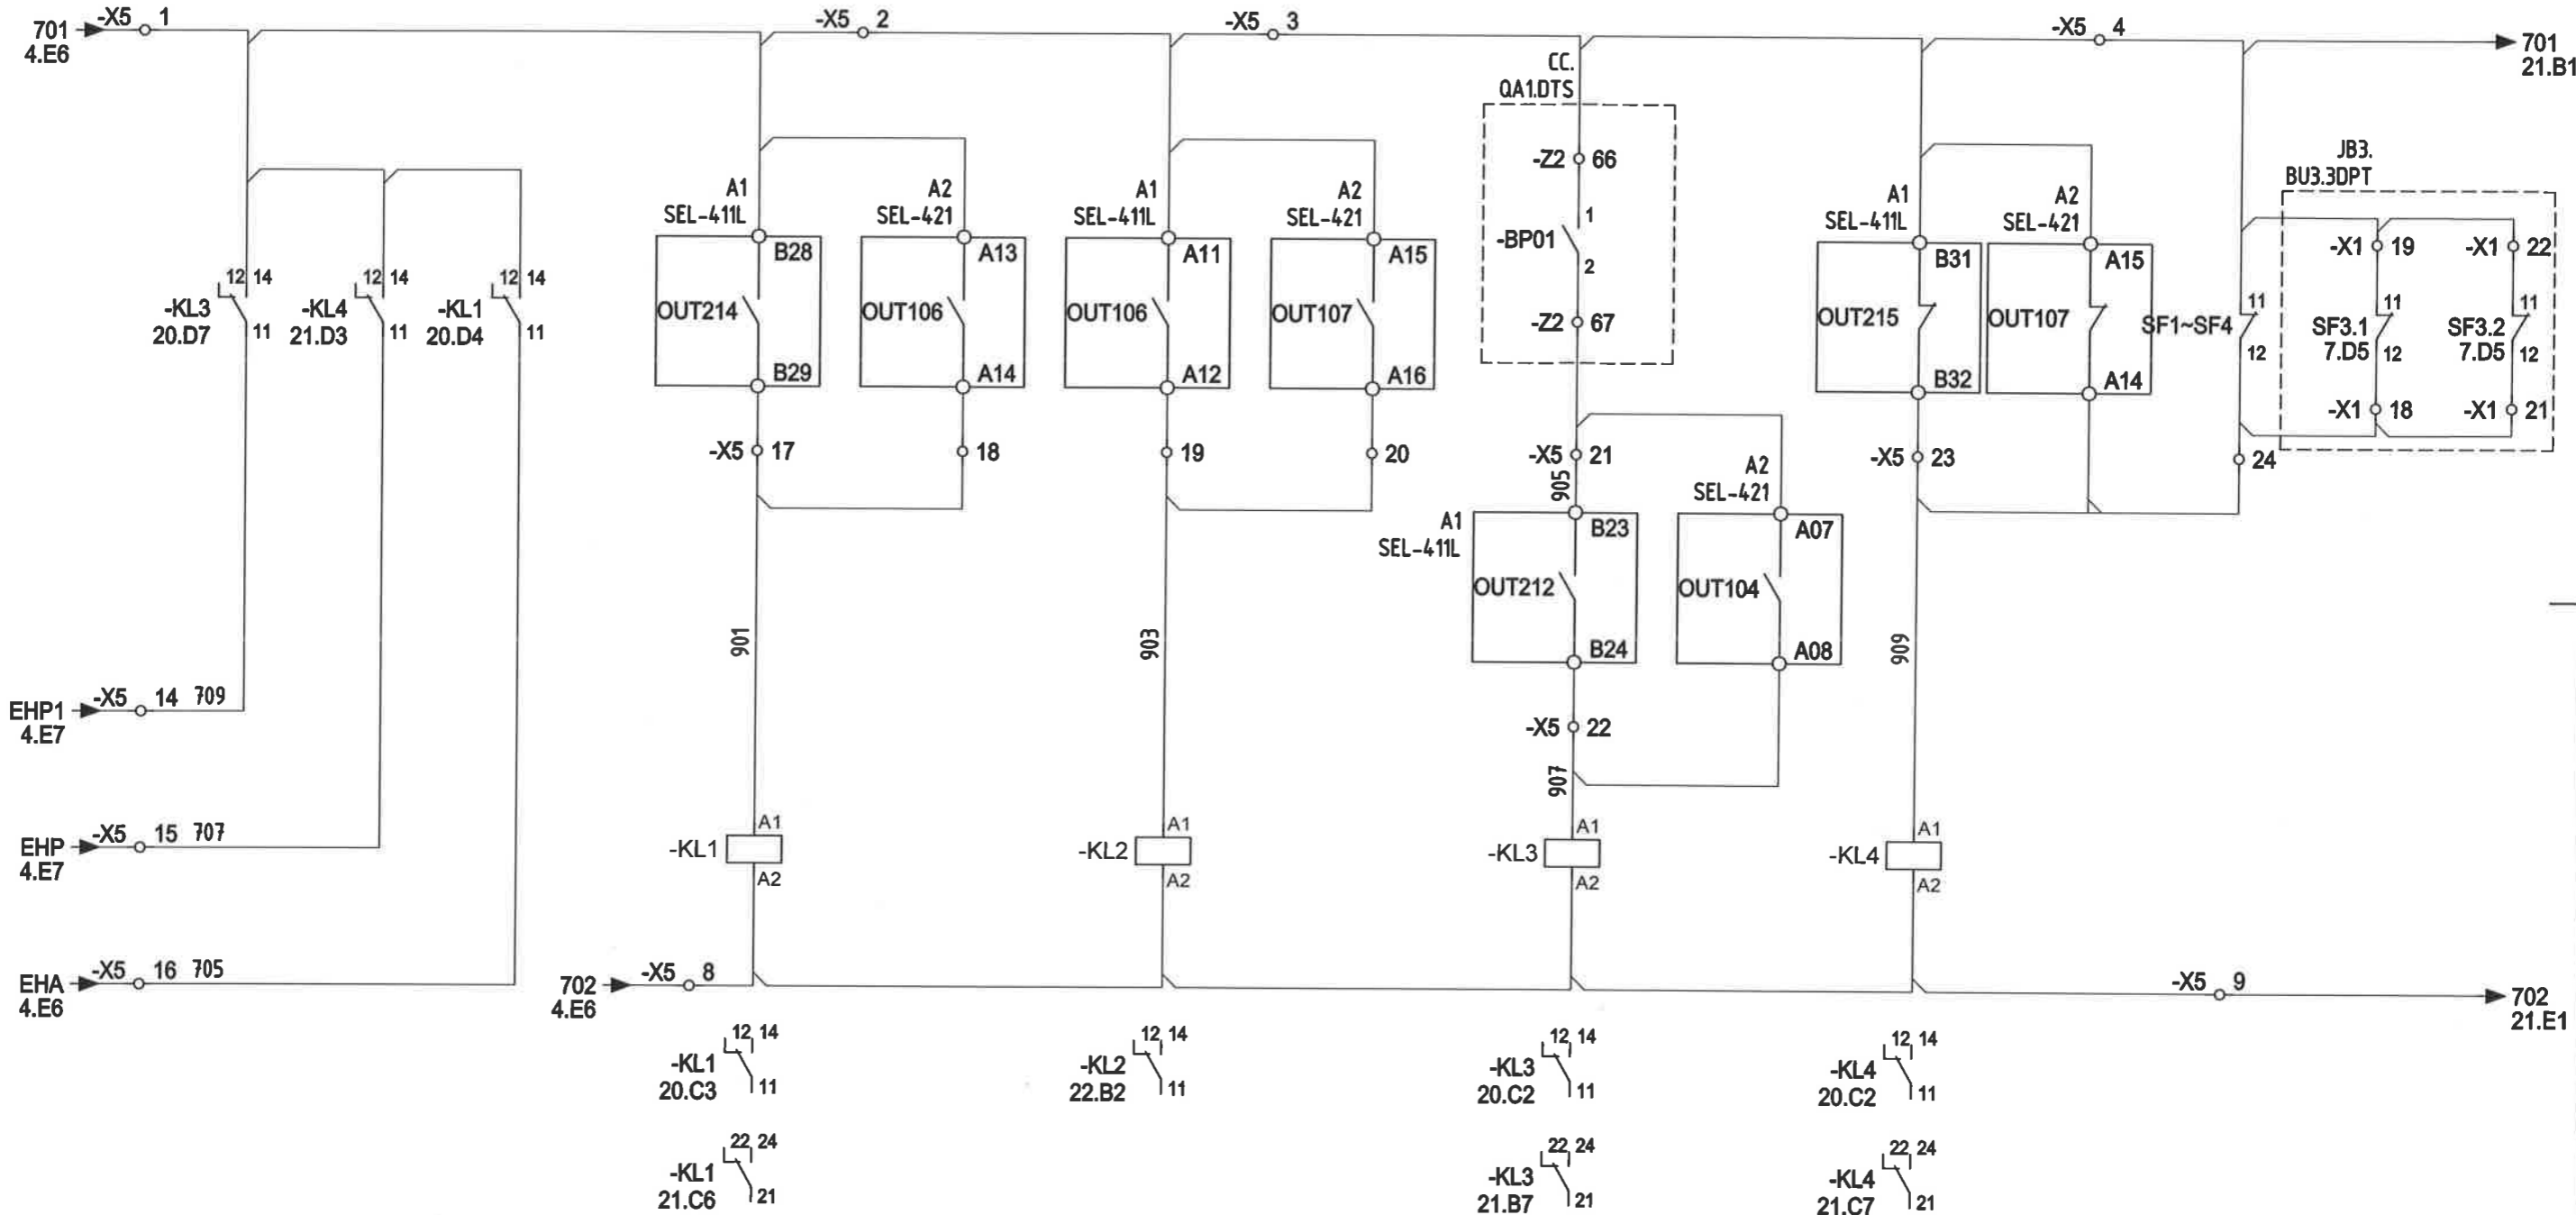 -X5 1
-X5 2
-X5 3
-X5 4
701
4.E6
701
21.B1
CC.
QA1.DTS
JB3.
BU3.3DPT
-Z2 66
A1
SEL-411L
A2
SEL-421
A1
SEL-411L
A2
SEL-421
A1
SEL-411L
A2
SEL-421
1
-BP01
2
-Z2 67
B28
A13
A11
A15
B31
A15
-X1 19
-X1 22
12 14
-KL3
20.D7
11
12 14
-KL4
21.D3
11
12 14
-KL1
20.D4
11
OUT214
OUT106
OUT106
OUT107
OUT215
OUT107
SF1~SF4
11
12
SF3.1
7.D5
11
12
SF3.2
7.D5
11
12
B29
A14
A12
A16
B32
A14
-X1 18
-X1 21
-X5 17
18
19
20
-X5 21
-X5 23
24
905
A2
SEL-421
A1
SEL-411L
B23
A07
OUT212
OUT104
B24
A08
901
903
909
EHP1
4.E7
-X5 14 709
-X5 22
907
EHP
4.E7
-X5 15 707
-KL1
A1
A2
-KL2
A1
A2
-KL3
A1
A2
-KL4
A1
A2
EHA
4.E6
-X5 16 705
702
4.E6
-X5 8
-X5 9
702
21.E1
12 14
-KL1
20.C3
11
12 14
-KL2
22.B2
11
12 14
-KL3
20.C2
11
12 14
-KL4
20.C2
11
22 24
-KL1
21.C6
21
22 24
-KL3
21.B7
21
22 24
-KL4
21.C7
21